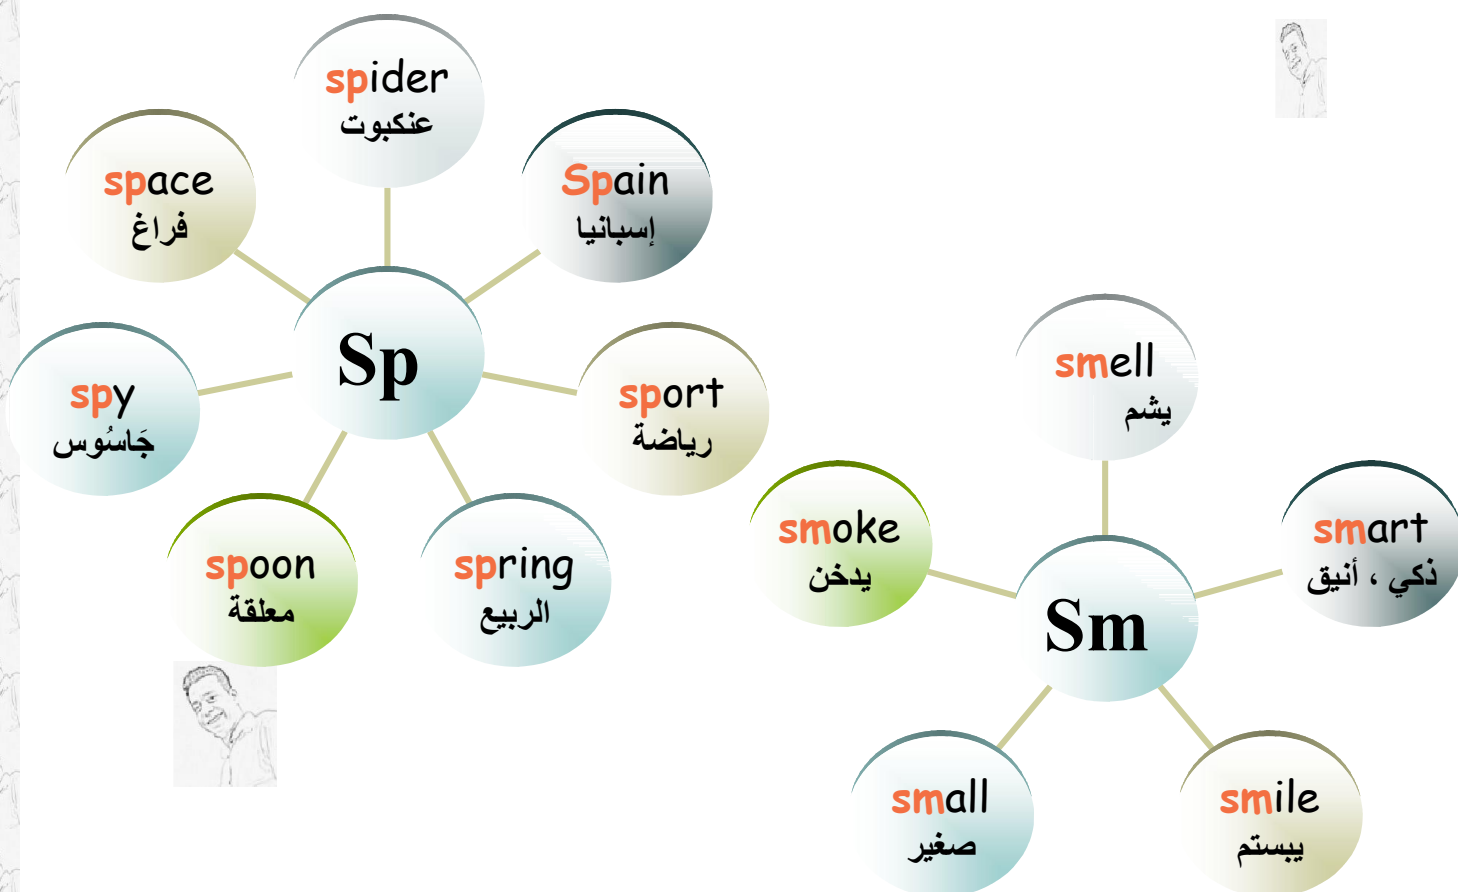 spider
عنكبوت
Spain
إسبانيا
sport
رياضة
spring
الربيع
spoon
معلقة
spy
جَاسُوس
space
فراغ
Sp
smell
يشم
smart
ذكي ، أنيق
smile
يبستم
small
صغير
smoke
يدخن
Sm